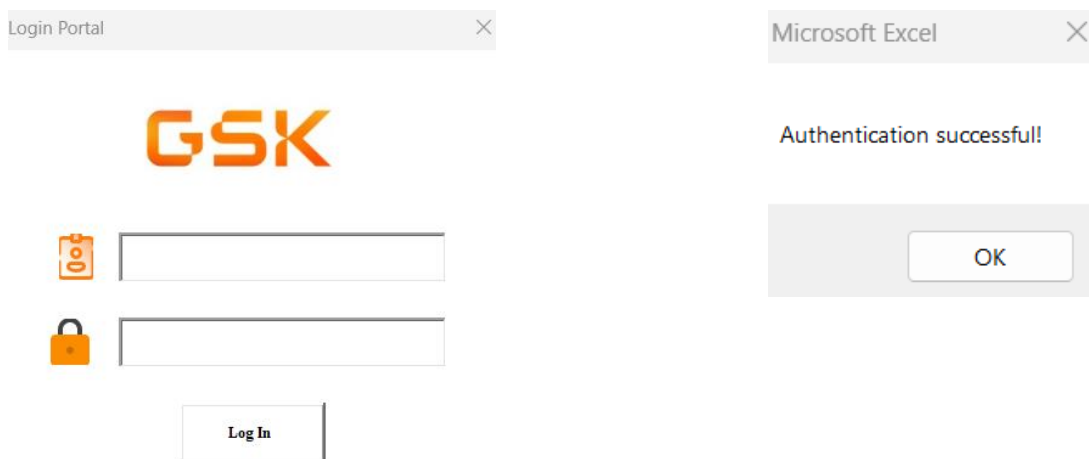 Login Portal
GSK
Log In
Microsoft Excel
Authentication successful!
OK